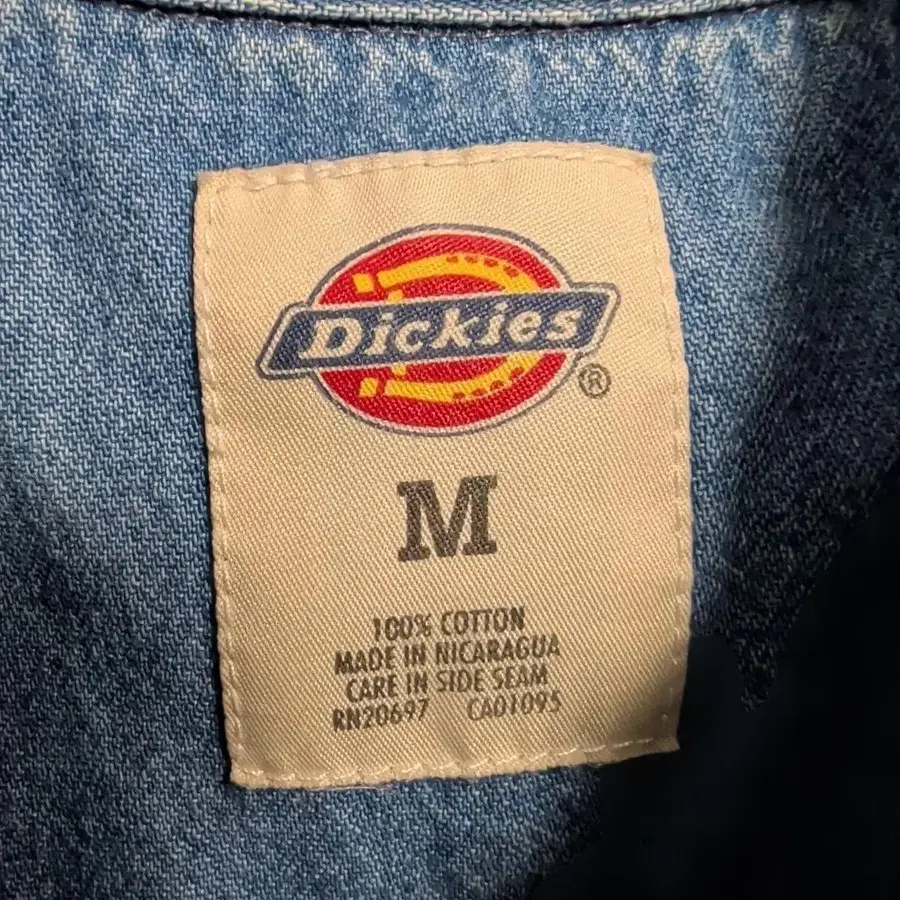 Dickies
®
M
100% COTTON
MADE IN NICARAGUA
CARE IN SIDE SEAM
RN20697 CA01095